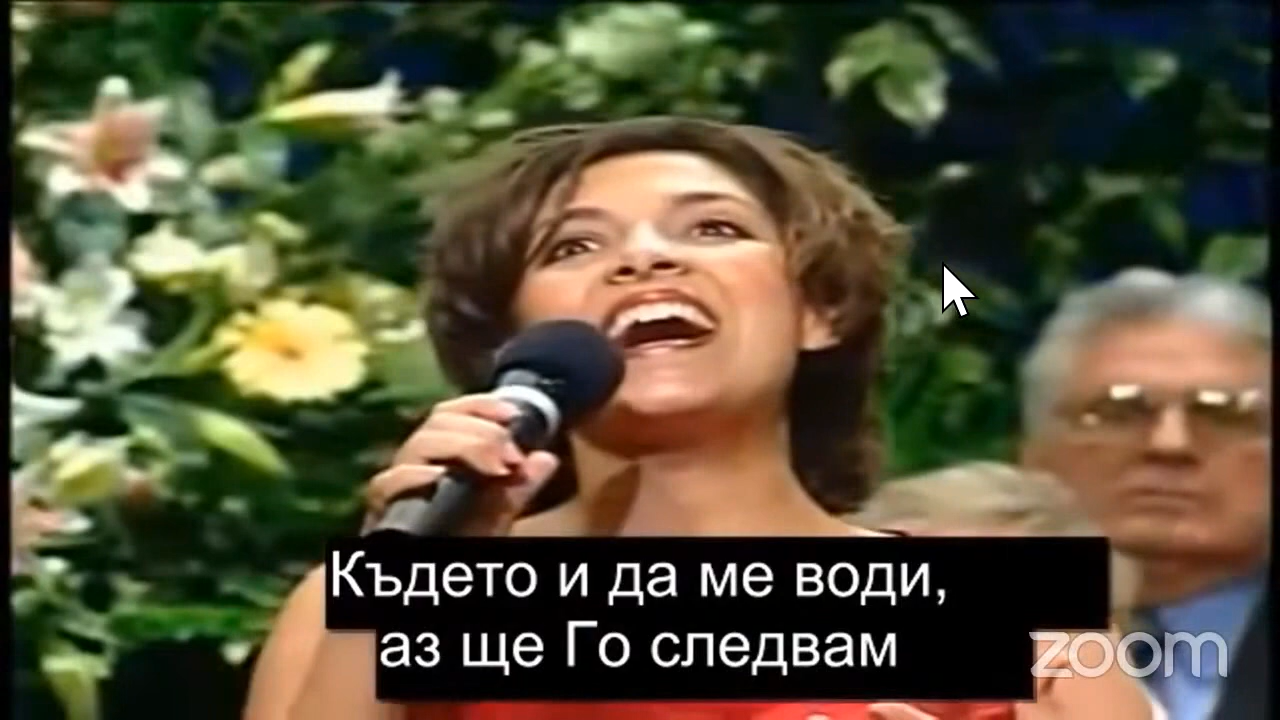 Където и да ме води,
аз ще Го следвам
zoom